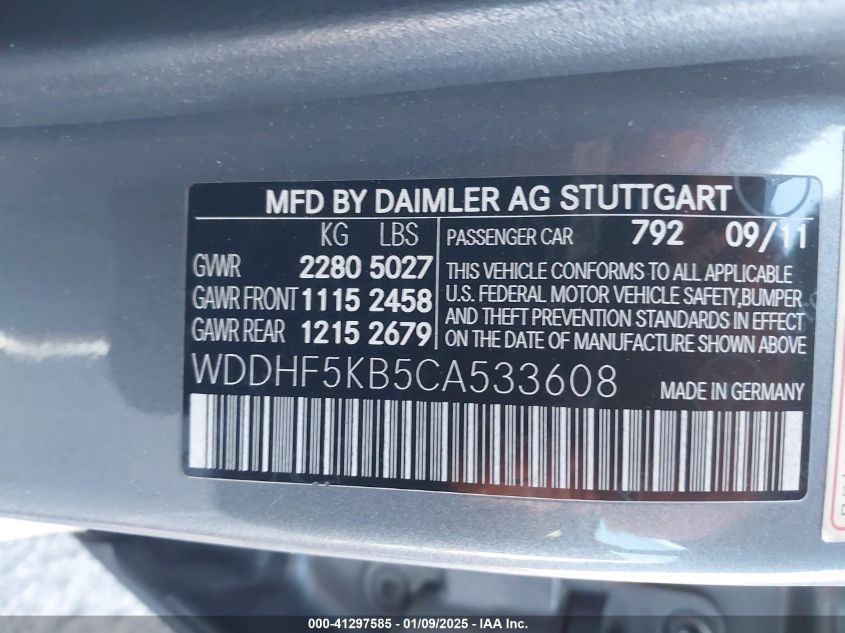 MFD BY DAIMLER AG STUTTGART
KG LBS
GVWR 2280 5027
GAWR FRONT 1115 2458
GAWR REAR 1215 2679
PASSENGER CAR 792 09/11
THIS VEHICLE CONFORMS TO ALL APPLICABLE
U.S. FEDERAL MOTOR VEHICLE SAFETY,BUMPER
AND THEFT PREVENTION STANDARDS IN EFFECT
ON THE DATE OF MANUFACTURE SHOWN ABOVE
WDDHF5KB5CA533608 MADE IN GERMANY
000-41297585 | 01/09/2025 - IAA - US